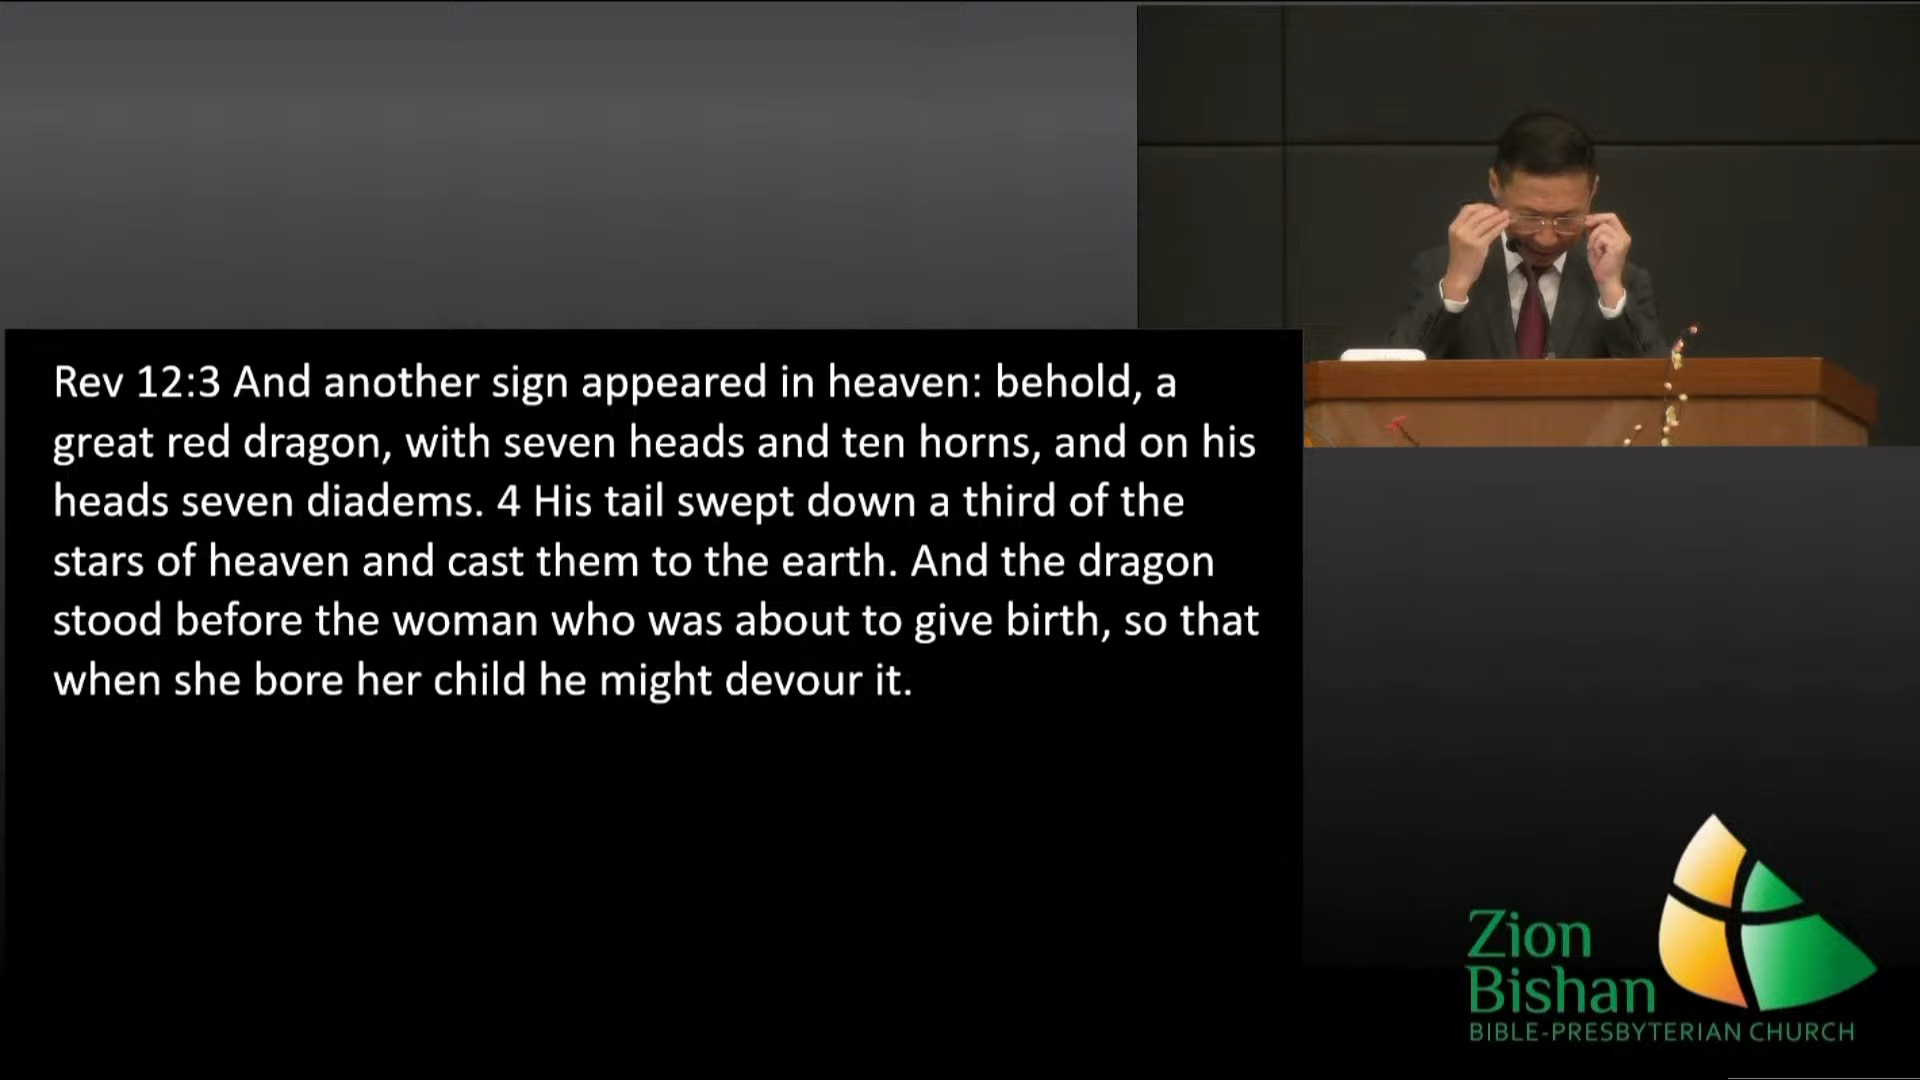 Rev 12:3 And another sign appeared in heaven: behold, a
great red dragon, with seven heads and ten horns, and on his
heads seven diadems. 4 His tail swept down a third of the
stars of heaven and cast them to the earth. And the dragon
stood before the woman who was about to give birth, so that
when she bore her child he might devour it.
Zion
Bishan
BIBLE-PRESBYTERIAN CHURCH